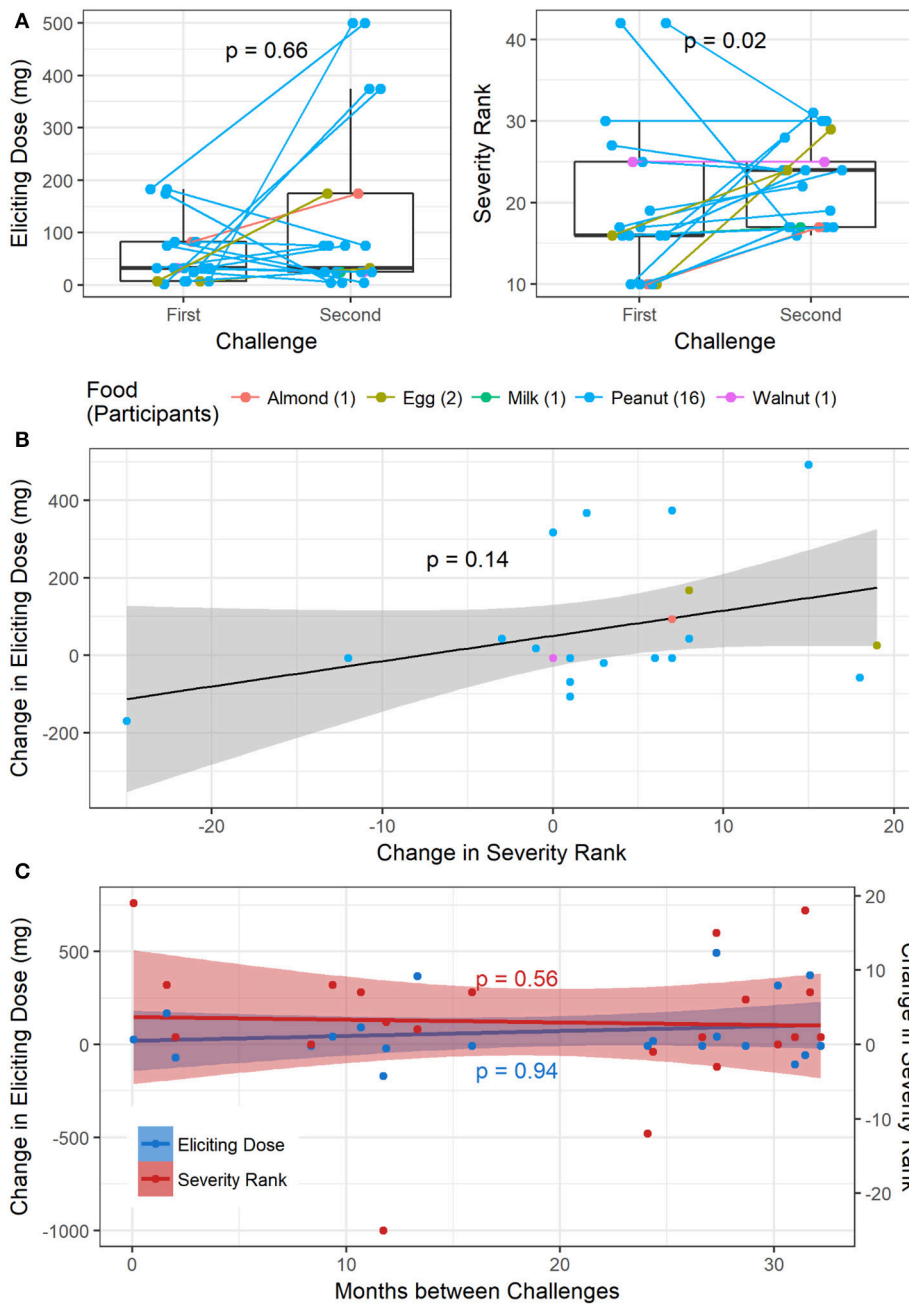 A
Eliciting Dose (mg)
500
400
300
200
100
0
p = 0.66
First
Second
Challenge
Severity Rank
40
30
20
10
p = 0.02
First
Second
Challenge
Food
(Participants)
Almond (1)
Egg (2)
Milk (1)
Peanut (16)
Walnut (1)
B
Change in Eliciting Dose (mg)
400
200
0
-200
p = 0.14
-20
-10
0
10
20
Change in Severity Rank
C
Change in Eliciting Dose (mg)
500
0
-500
-1000
p = 0.56
p = 0.94
Eliciting Dose
Severity Rank
20
10
0
-10
-20
Change in Severity Rank
0
10
20
30
Months between Challenges